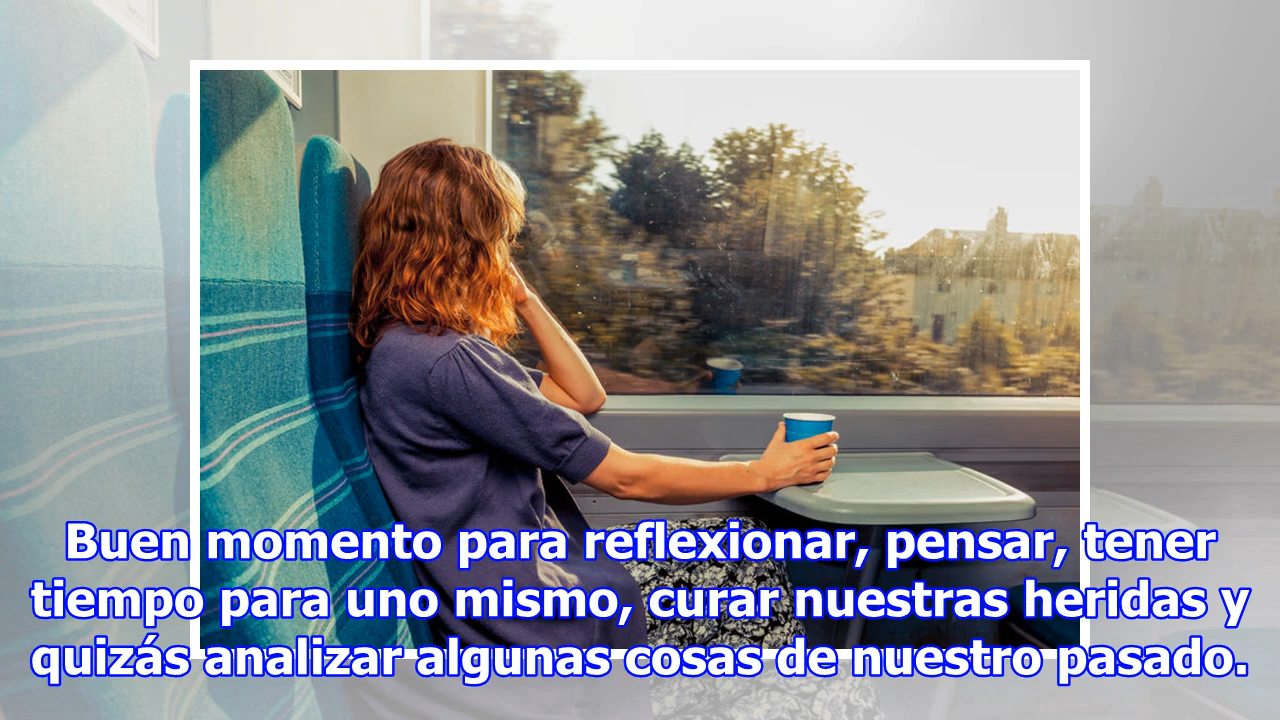 Buen momento para reflexionar, pensar, tener
tiempo para uno mismo, curar nuestras heridas y
quizás analizar algunas cosas de nuestro pasado.